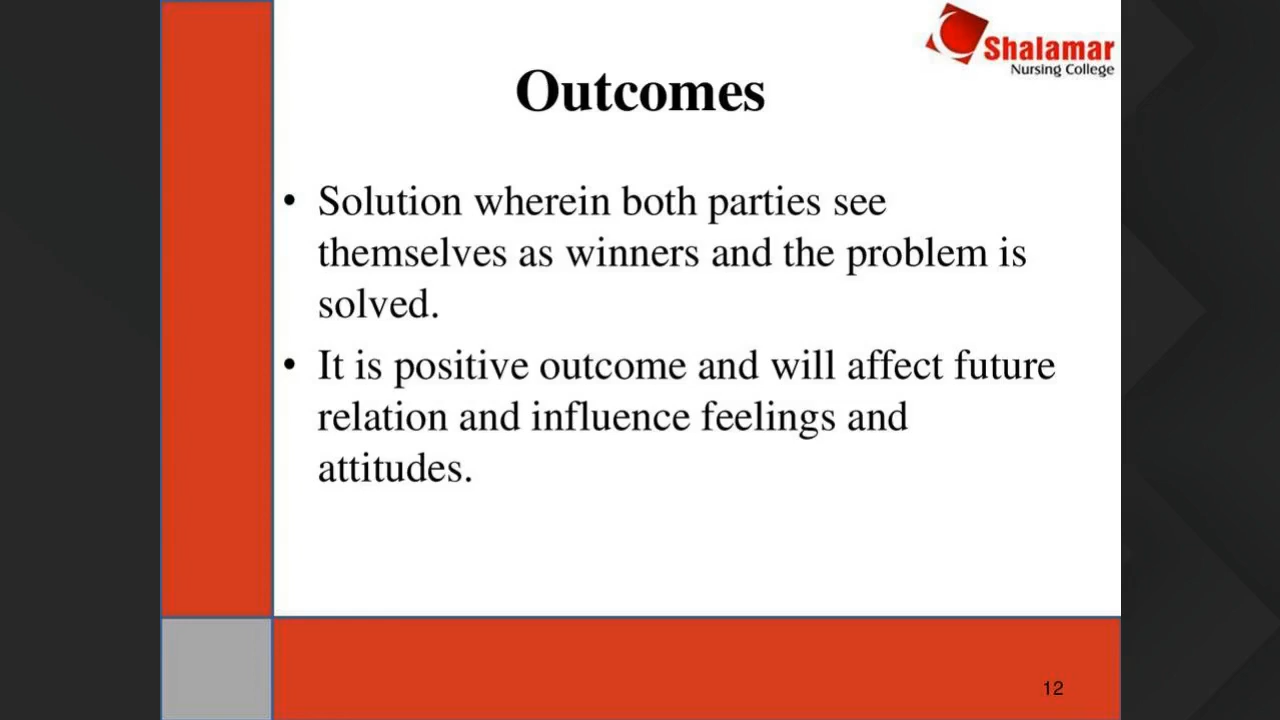 Shalamar
Nursing College
Outcomes
• Solution wherein both parties see
themselves as winners and the problem is
solved.
• It is positive outcome and will affect future
relation and influence feelings and
attitudes.
12